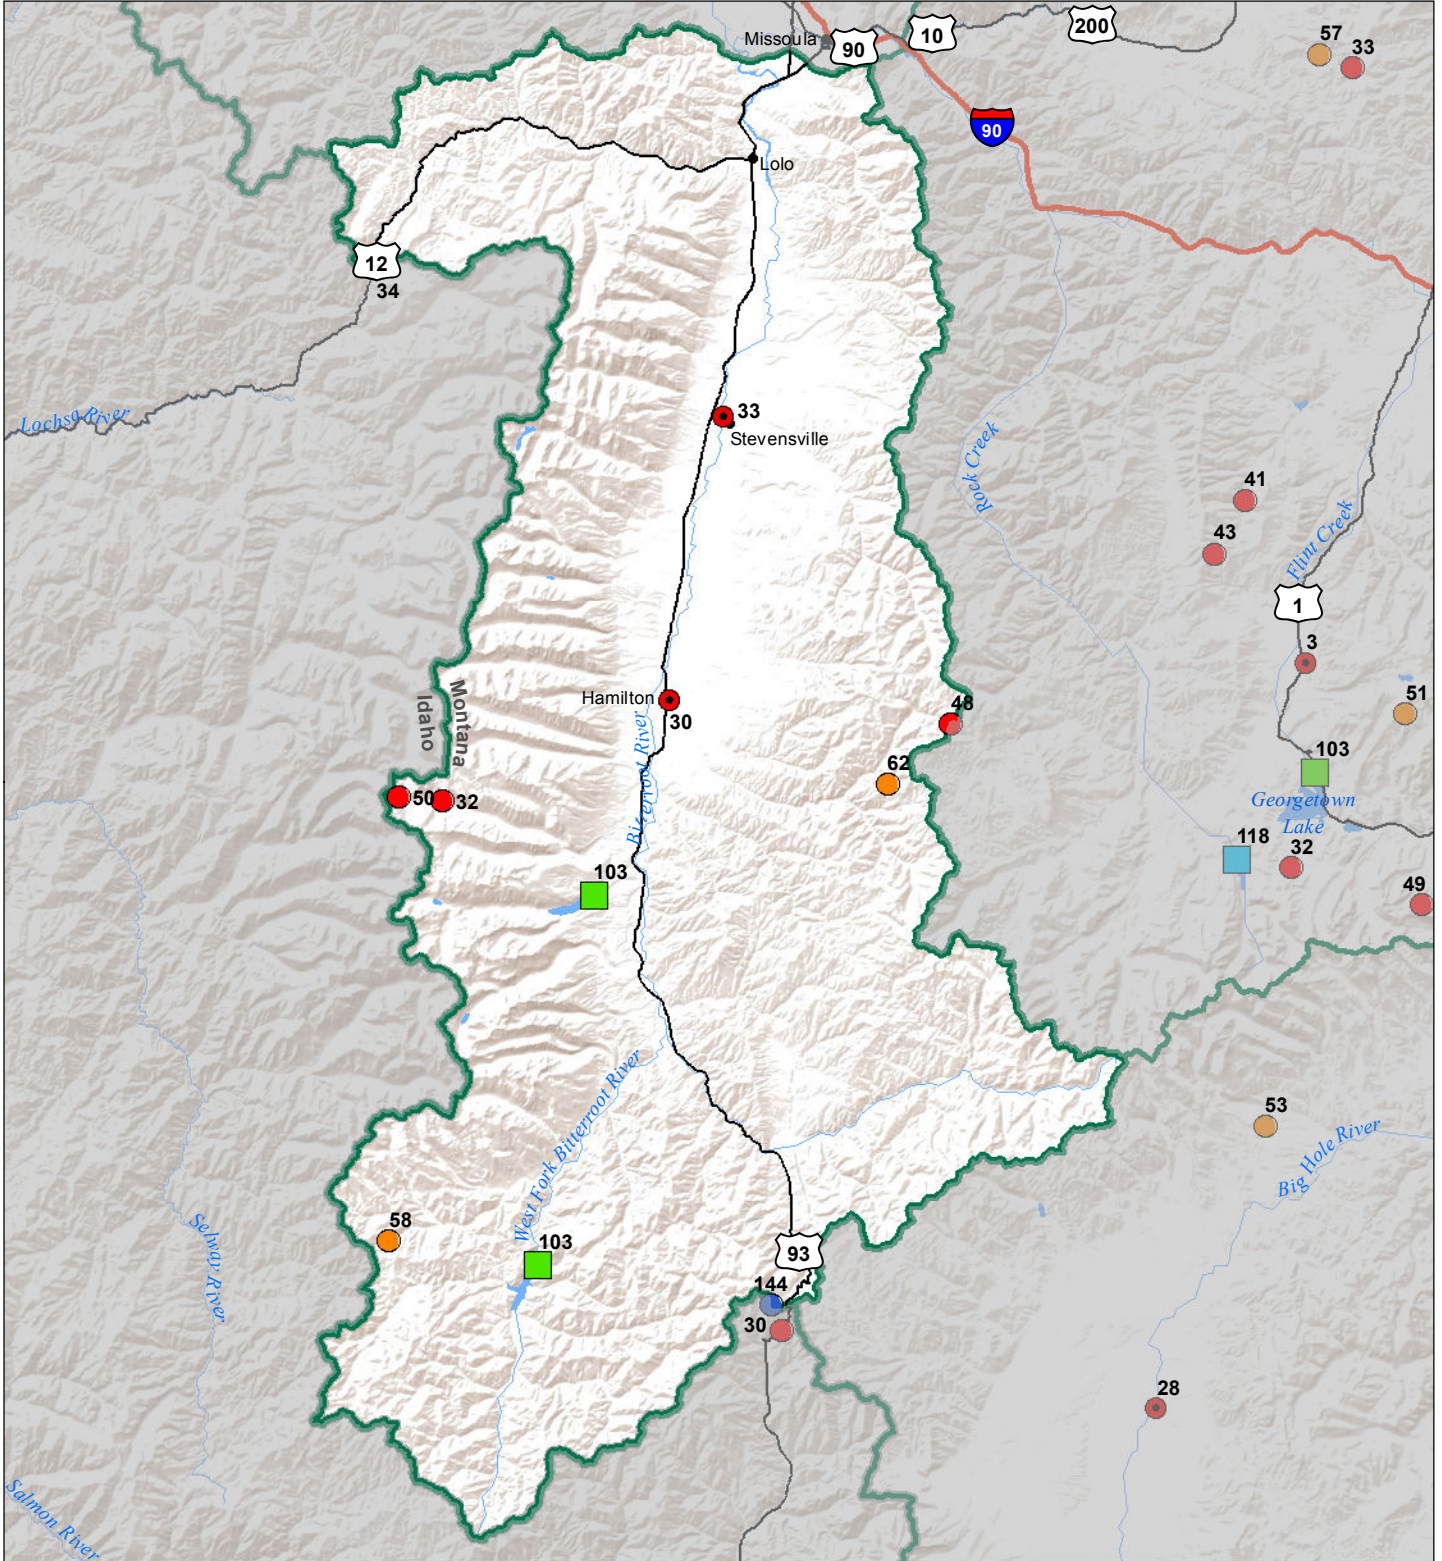 200
10
57
33
Missoula
90
90
Lolo
12
34
Lochsa River
33
Stevensville
Rock Creek
41
43
Flint Creek
1
3
Montana
Idaho
Hamilton
30
48
51
62
103
Bitterroot River
50
32
Georgetown
Lake
118
32
103
49
West Fork Bitterroot River
53
Big Hole River
58
Selway River
103
93
144
30
28
Salmon River